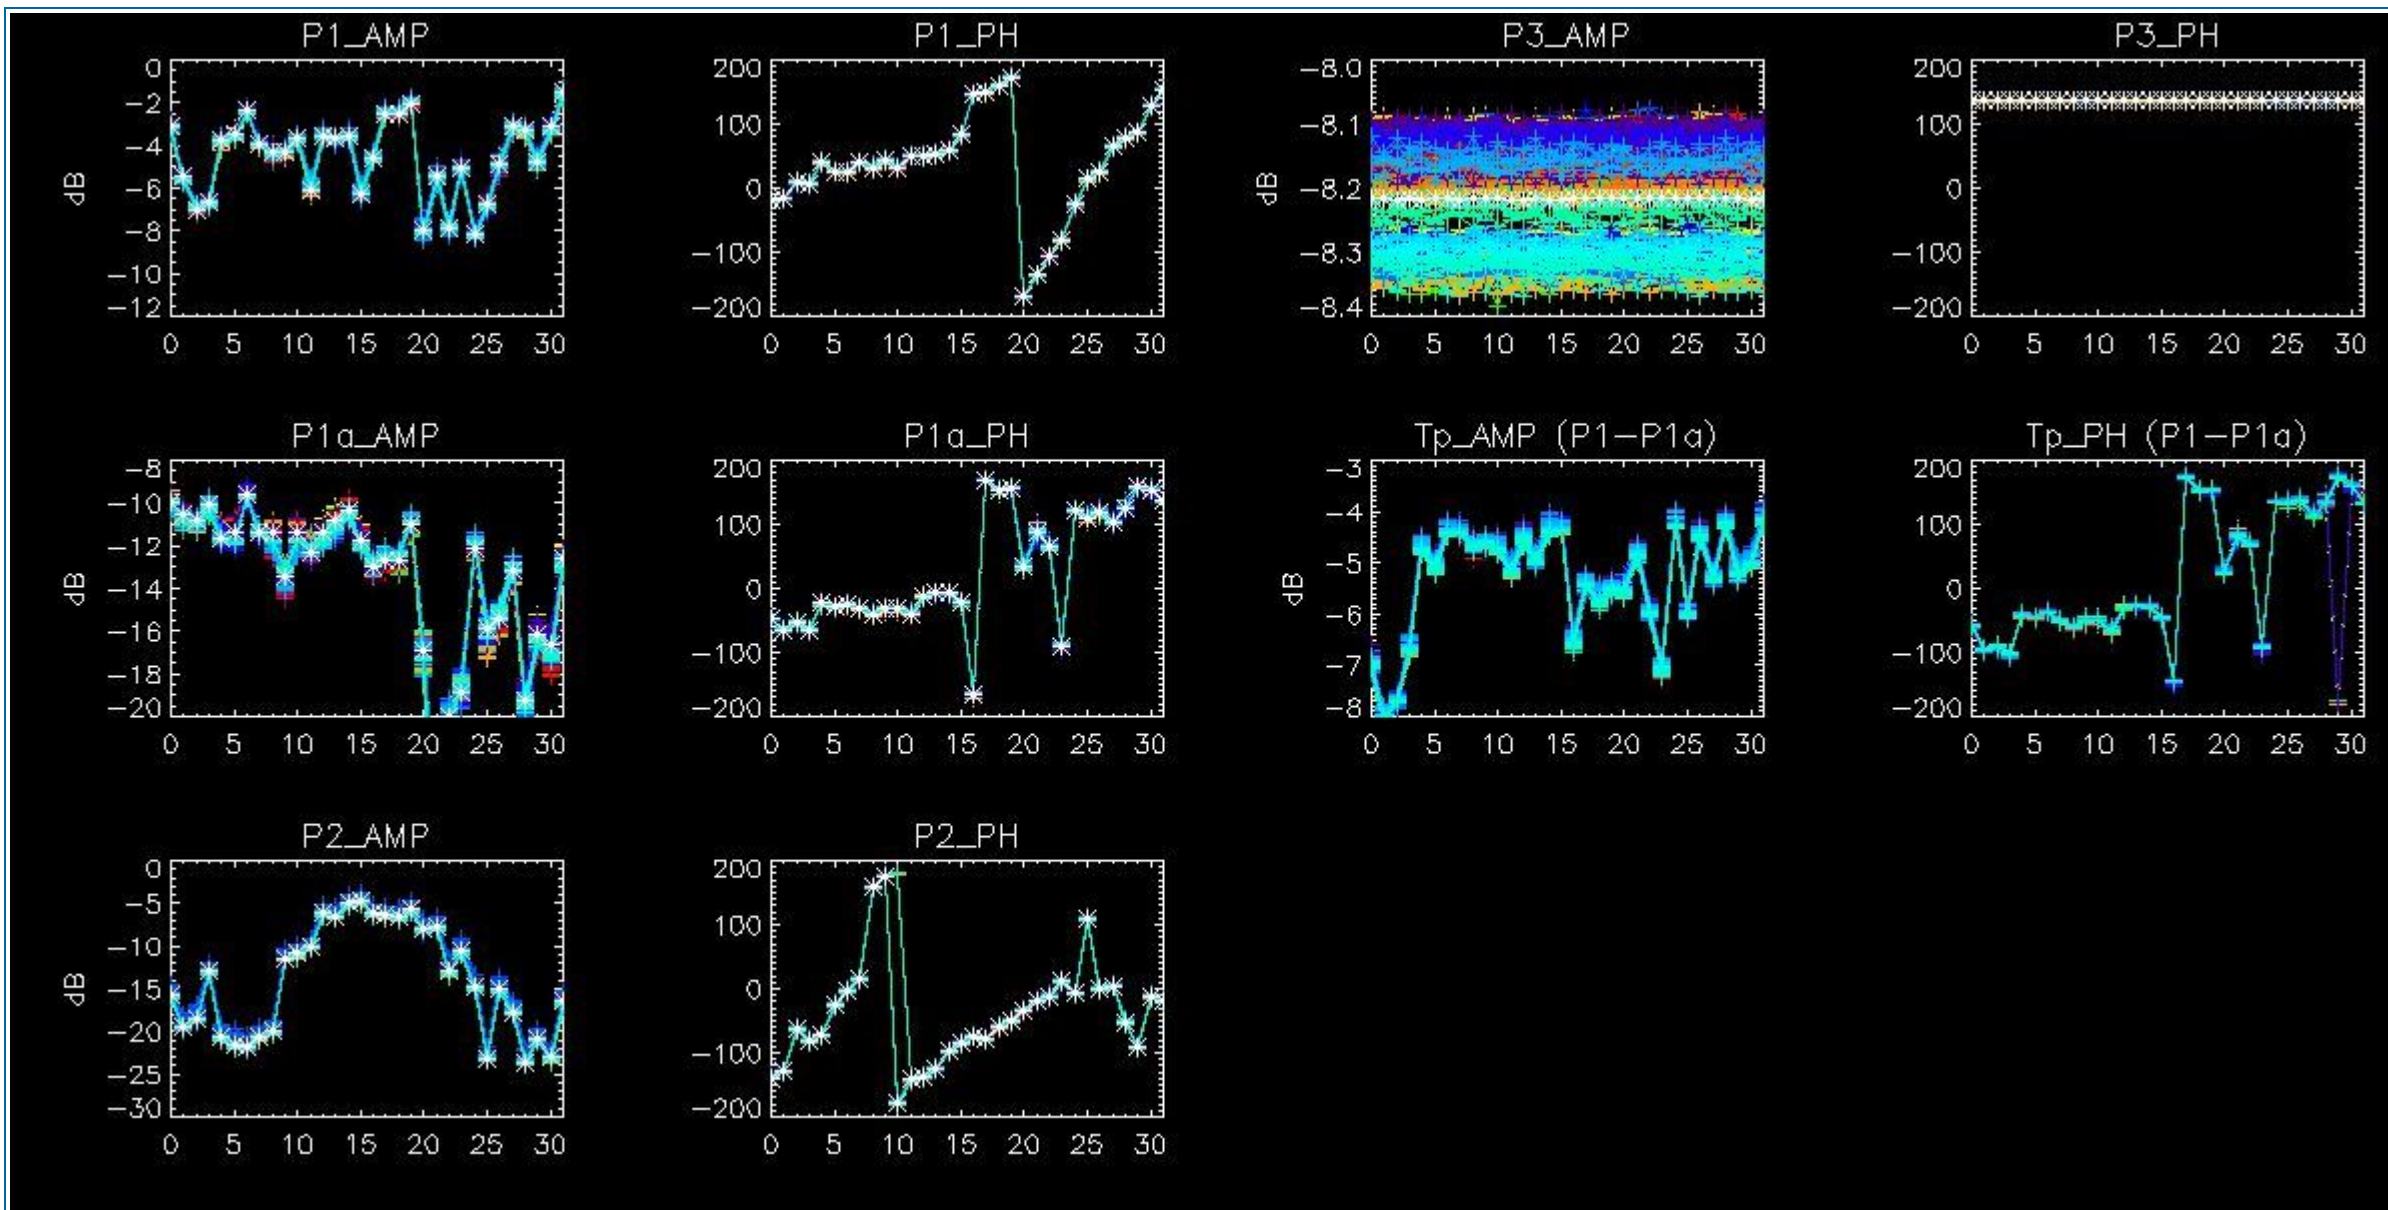 P1_AMP
P1_PH
P3_AMP
P3_PH
0
−2
−4
−6
−8
−10
−12
dB
0 5 10 15 20 25 30
200
100
0
−100
−200
0 5 10 15 20 25 30
−8.0
−8.1
−8.2
−8.3
−8.4
dB
0 5 10 15 20 25 30
200
100
0
−100
−200
0 5 10 15 20 25 30
P1a_AMP
P1a_PH
Tp_AMP (P1−P1a)
Tp_PH (P1−P1a)
−8
−10
−12
−14
−16
−18
−20
dB
0 5 10 15 20 25 30
200
100
0
−100
−200
0 5 10 15 20 25 30
−3
−4
−5
−6
−7
−8
dB
0 5 10 15 20 25 30
200
100
0
−100
−200
0 5 10 15 20 25 30
P2_AMP
P2_PH
0
−5
−10
−15
−20
−25
−30
dB
0 5 10 15 20 25 30
200
100
0
−100
−200
0 5 10 15 20 25 30